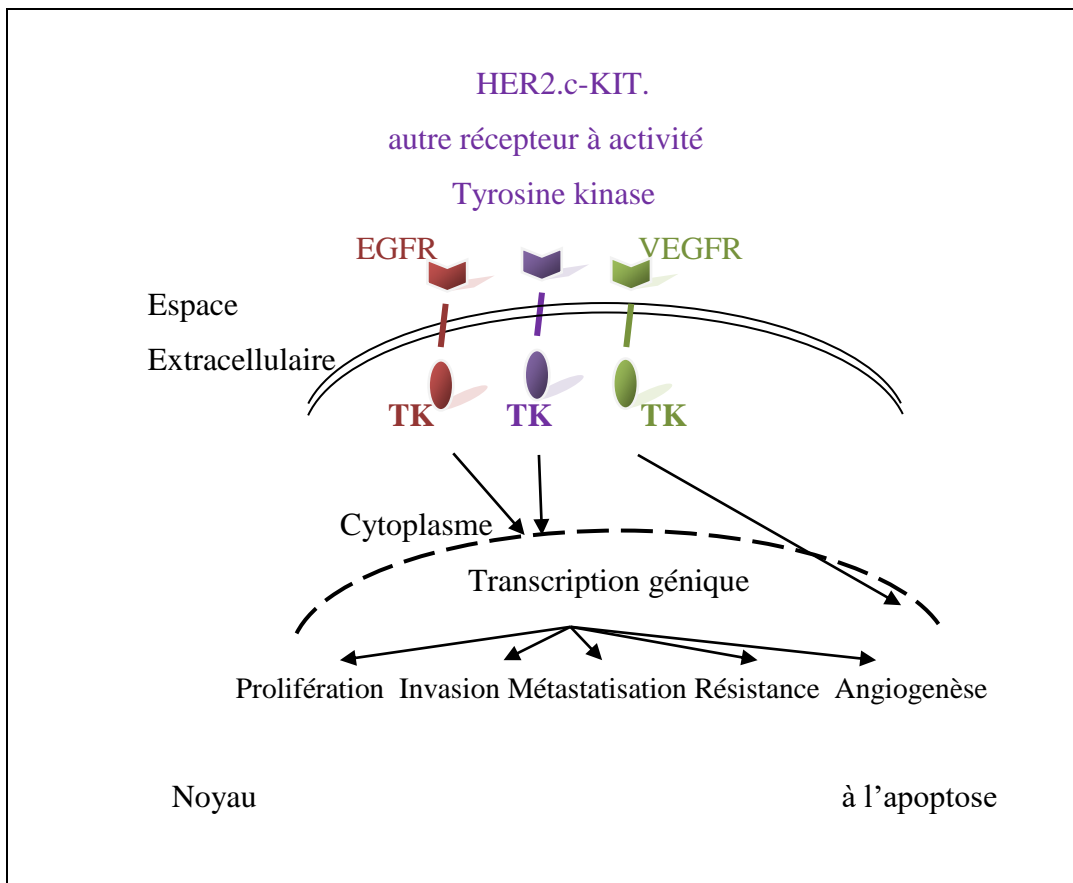 HER2.c-KIT.
autre récepteur à activité
Tyrosine kinase
EGFR
VEGFR
Espace
Extracellulaire
TK
TK
TK
Cytoplasme
Transcription génique
Prolifération Invasion Métastatisation Résistance Angiogenèse
Noyau
à l’apoptose